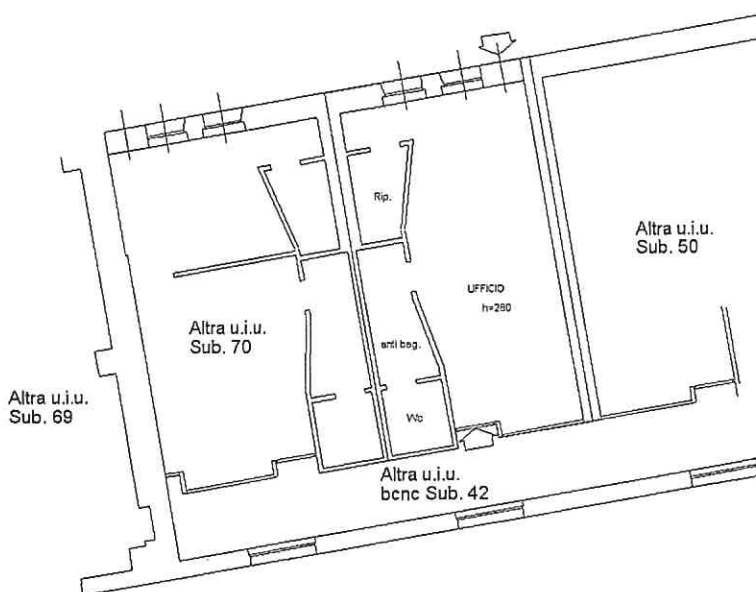 Rip.
Altra u.i.u.
Sub. 50
UFFICIO
h=280
Altra u.i.u.
Sub. 70
anti bag.
Altra u.i.u.
Sub. 69
Wc
Altra u.i.u.
bcnc Sub. 42